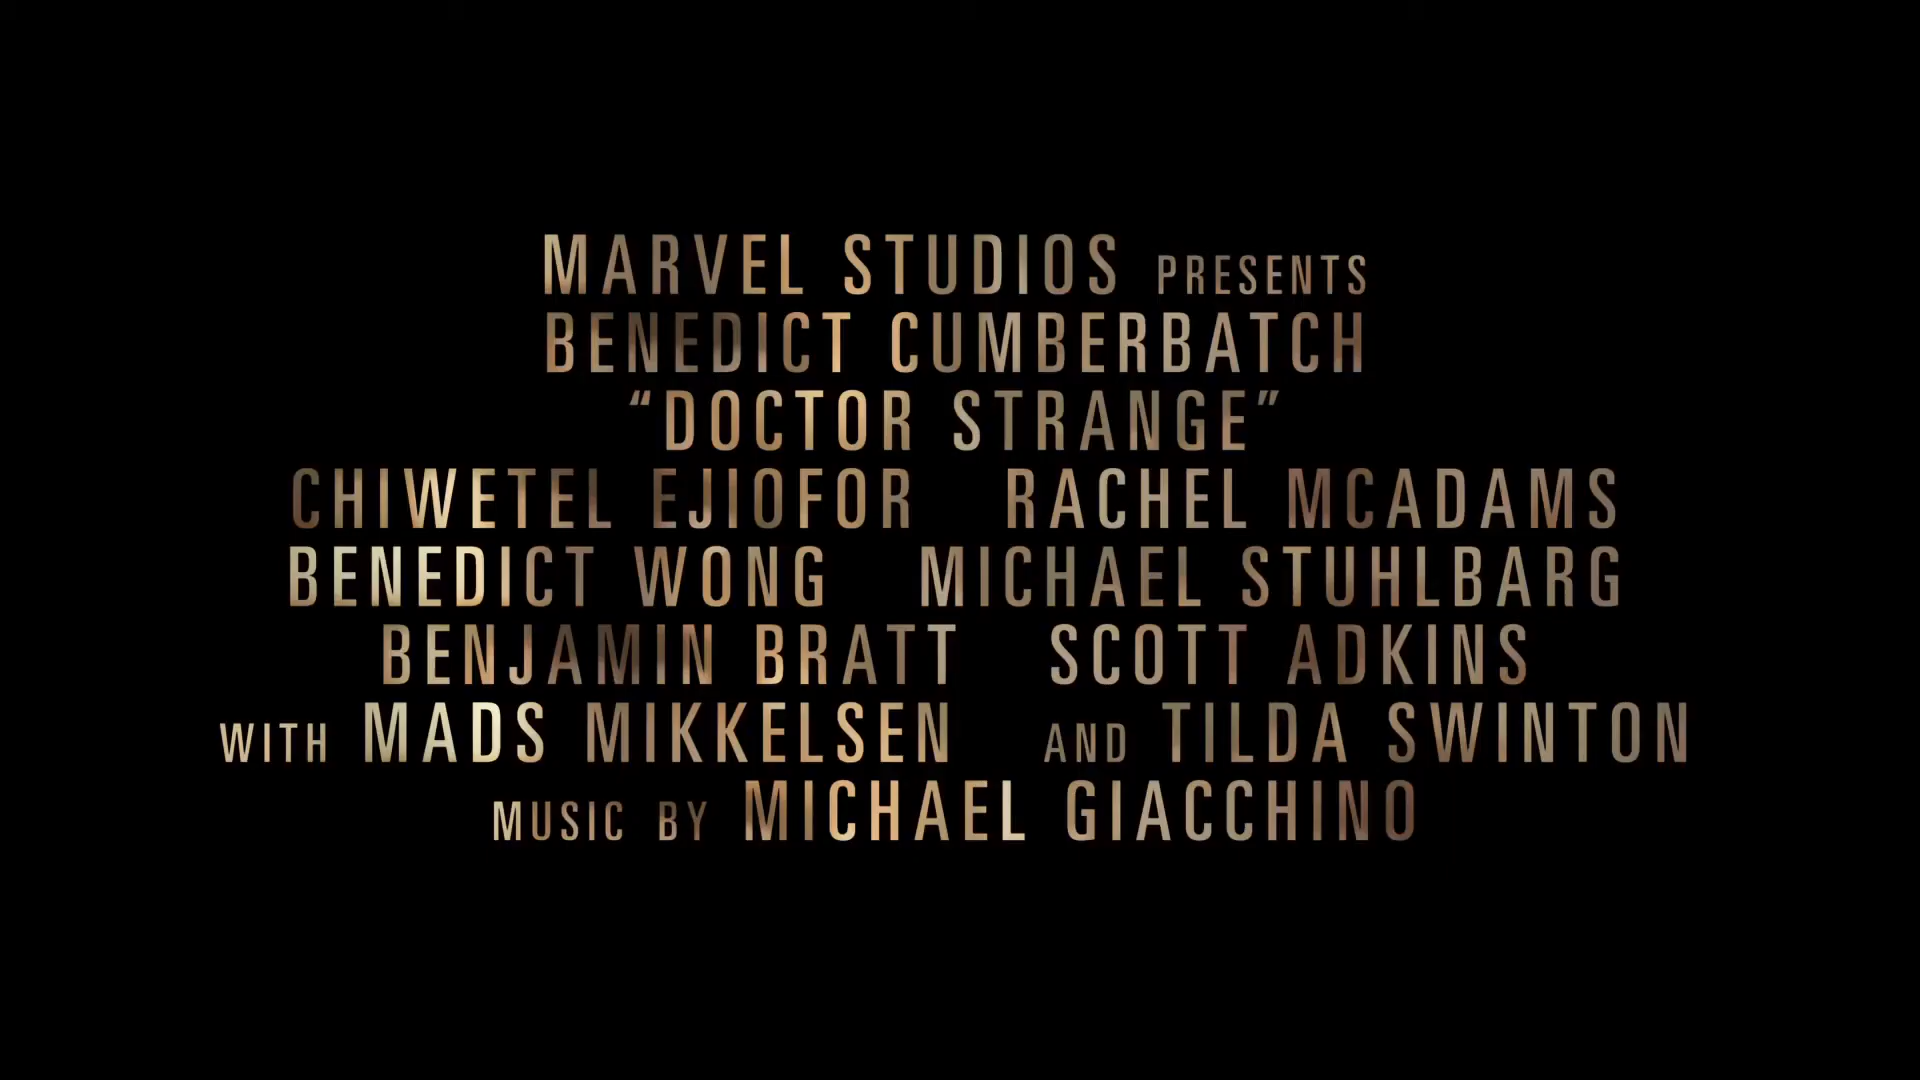 MARVEL STUDIOS PRESENTS
BENEDICT CUMBERBATCH
“DOCTOR STRANGE”
CHIWETEL EJIOFOR RACHEL MCADAMS
BENEDICT WONG MICHAEL STUHLBARG
BENJAMIN BRATT SCOTT ADKINS
WITH MADS MIKKELSEN AND TILDA SWINTON
MUSIC BY MICHAEL GIACCHINO